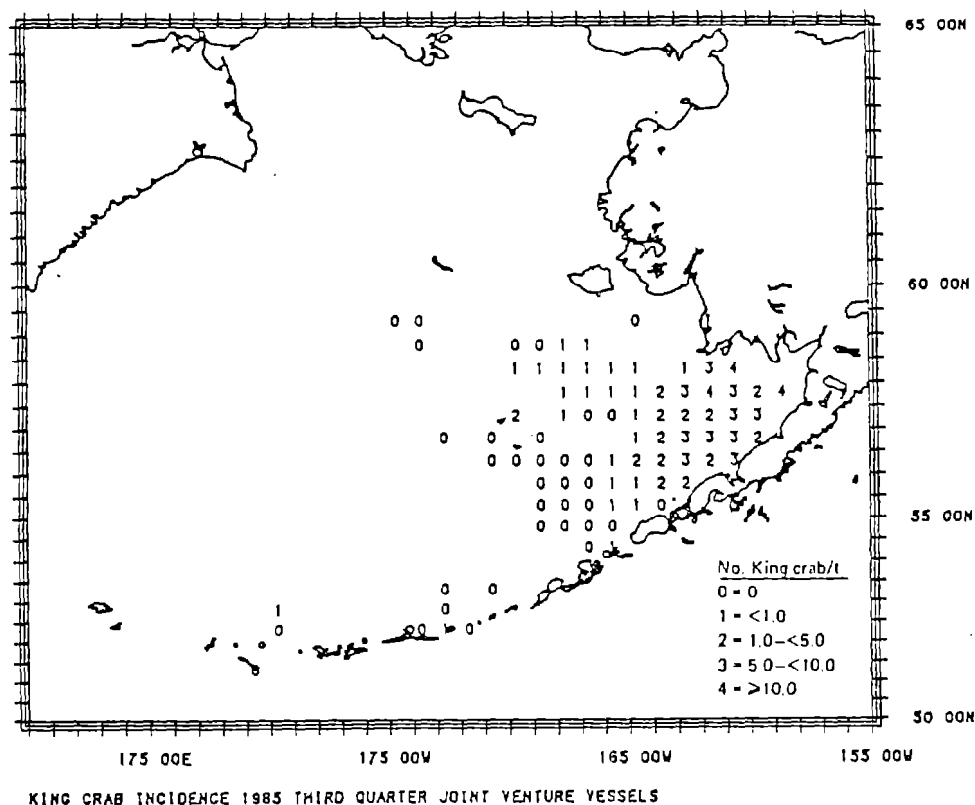 65 00N
60 00N
0 0 0
0 0 0 1 1
1 1 1 1 1 1 1 3 4
1 1 1 1 2 3 4 3 2 4
2 1 0 0 1 2 2 2 3 3
0 0 0 1 2 3 3 3 2
0 0 0 0 0 1 2 2 3 2 3
0 0 0 1 1 2 2
0 0 0 1 1 0
55 00N
0 0 0 0
0
No. King crab/t
0 0
0 = 0
1 0
1 = <1.0
0 0 0
2 = 1.0-<5.0
3 = 5.0-<10.0
4 = ≥10.0
50 00N
175 00E 175 00W 165 00W 155 00W
KING CRAB INCIDENCE 1985 THIRD QUARTER JOINT VENTURE VESSELS